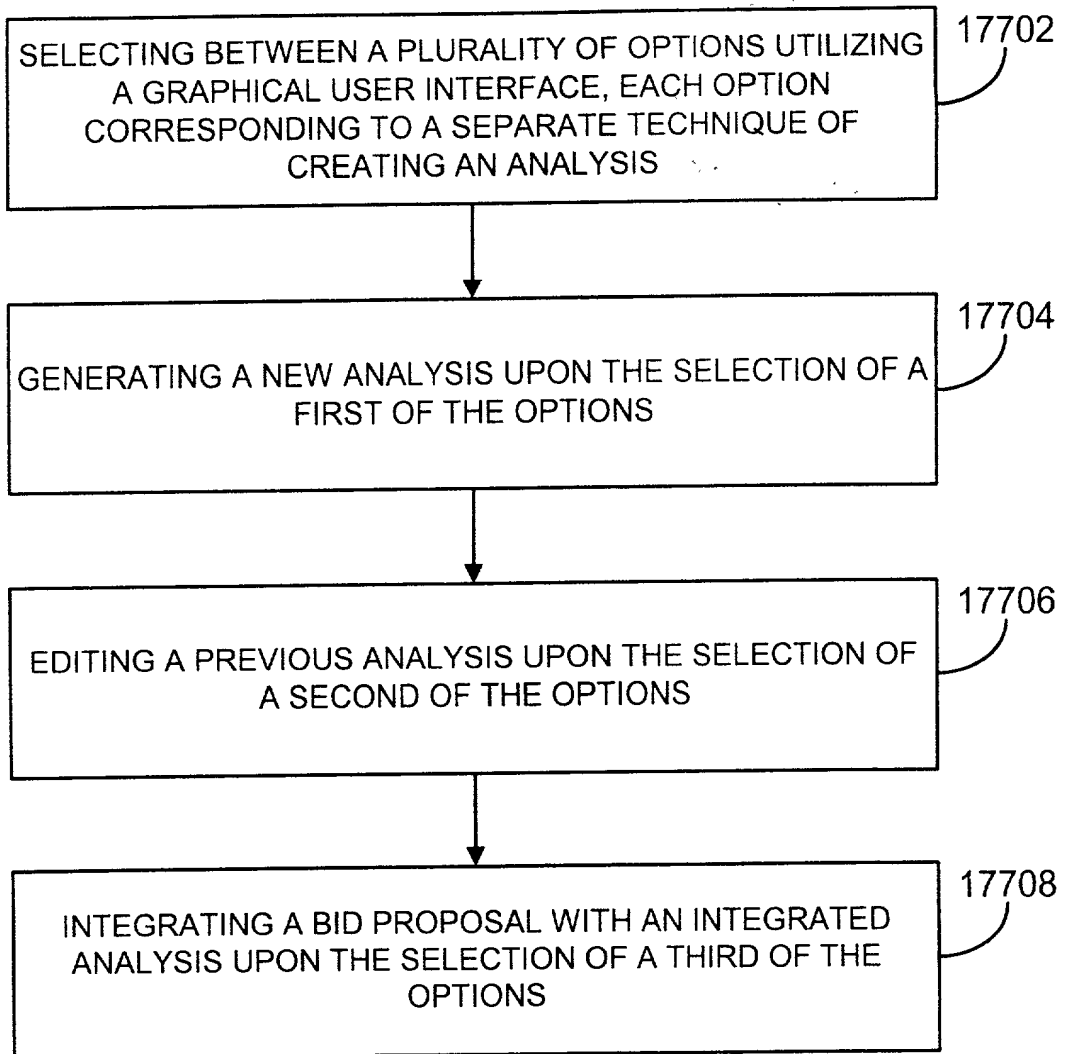 17702
SELECTING BETWEEN A PLURALITY OF OPTIONS UTILIZING
A GRAPHICAL USER INTERFACE, EACH OPTION
CORRESPONDING TO A SEPARATE TECHNIQUE OF
CREATING AN ANALYSIS
17704
GENERATING A NEW ANALYSIS UPON THE SELECTION OF A
FIRST OF THE OPTIONS
17706
EDITING A PREVIOUS ANALYSIS UPON THE SELECTION OF
A SECOND OF THE OPTIONS
17708
INTEGRATING A BID PROPOSAL WITH AN INTEGRATED
ANALYSIS UPON THE SELECTION OF A THIRD OF THE
OPTIONS